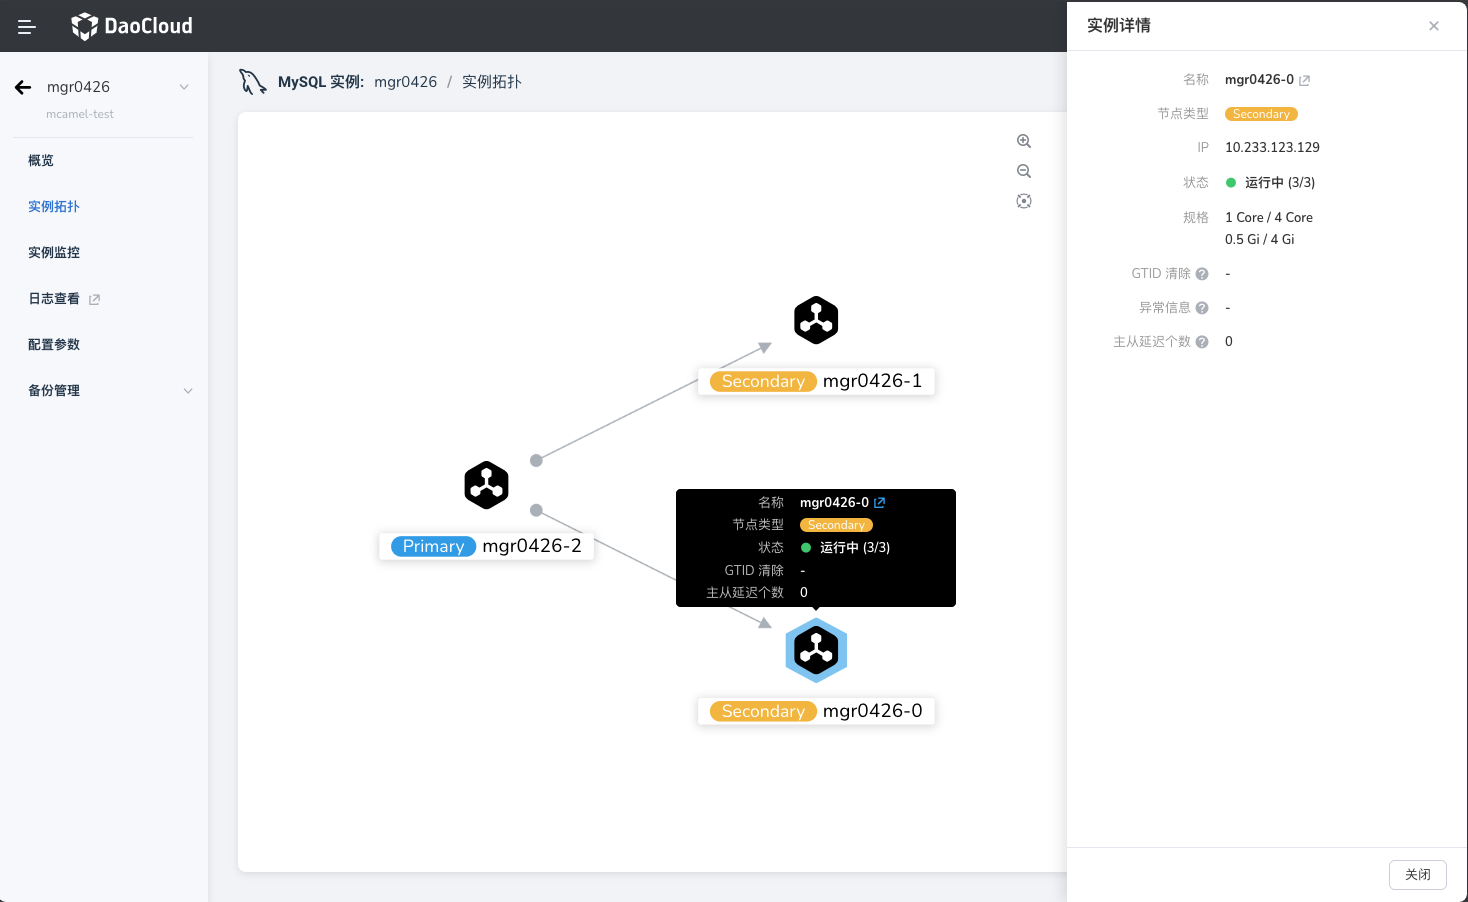 DaoCloud
mgr0426
mcamel-test
概览
实例拓扑
实例监控
日志查看
配置参数
备份管理
MySQL 实例: mgr0426 / 实例拓扑
Secondary mgr0426-1
Primary mgr0426-2
名称 mgr0426-0
节点类型 Secondary
状态 运行中 (3/3)
GTID 清除 -
主从延迟个数 0
Secondary mgr0426-0
实例详情
名称 mgr0426-0
节点类型 Secondary
IP 10.233.123.129
状态 运行中 (3/3)
规格 1 Core / 4 Core
0.5 Gi / 4 Gi
GTID 清除 ? -
异常信息 ? -
主从延迟个数 ? 0
关闭